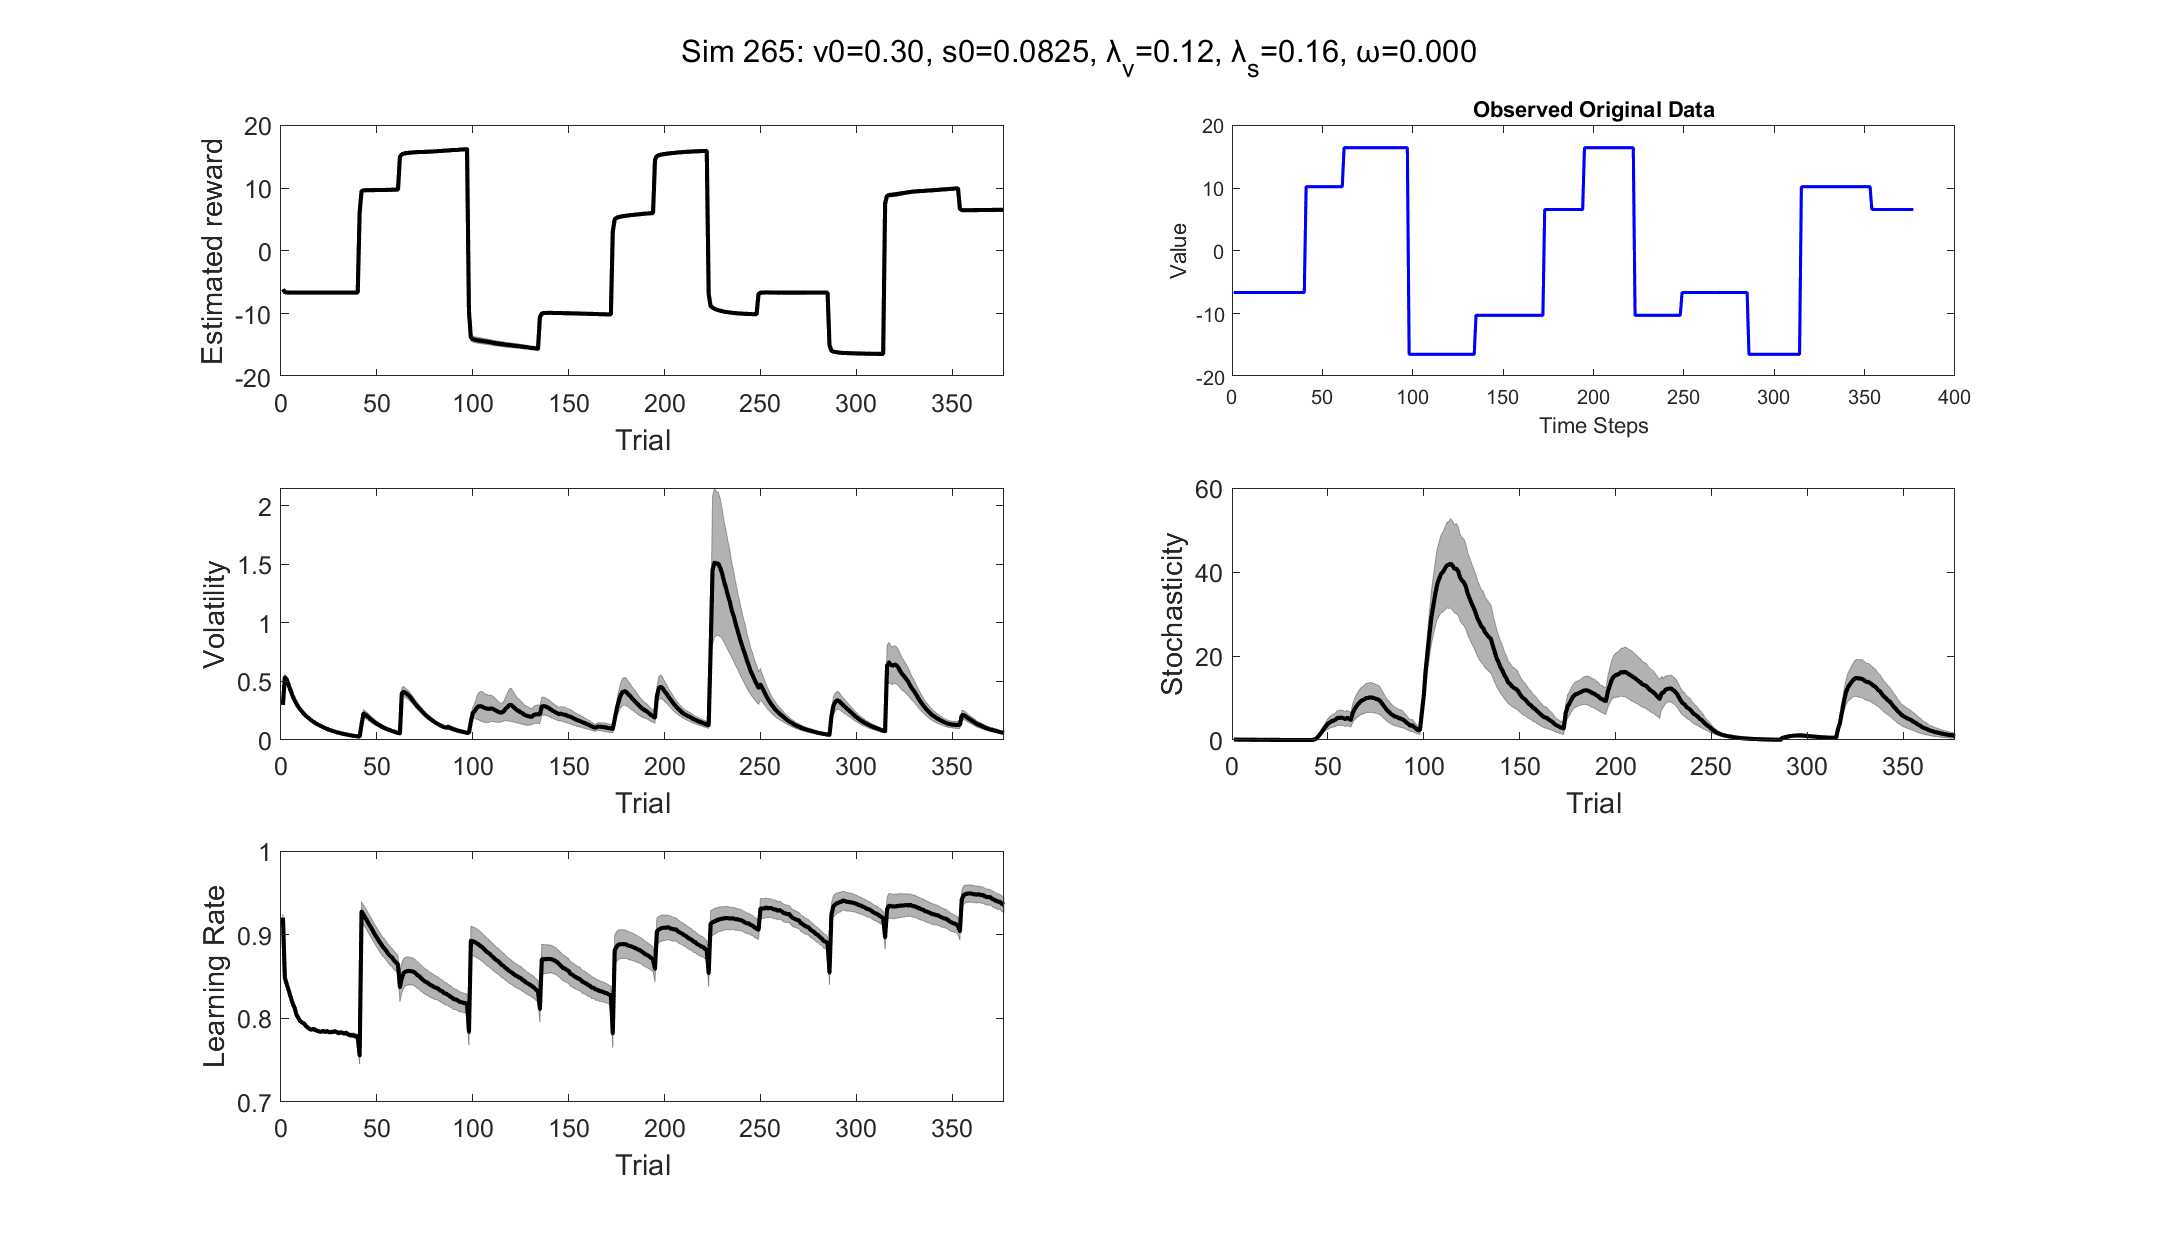 Sim 265: v0=0.30, s0=0.0825, λv=0.12, λs=0.16, ω=0.000
Estimated reward
20
10
0
-10
-20
0 50 100 150 200 250 300 350
Trial
Observed Original Data
Value
20
10
0
-10
-20
0 50 100 150 200 250 300 350 400
Time Steps
Volatility
2
1.5
1
0.5
0
0 50 100 150 200 250 300 350
Trial
Stochasticity
60
40
20
0
0 50 100 150 200 250 300 350
Trial
Learning Rate
1
0.9
0.8
0.7
0 50 100 150 200 250 300 350
Trial